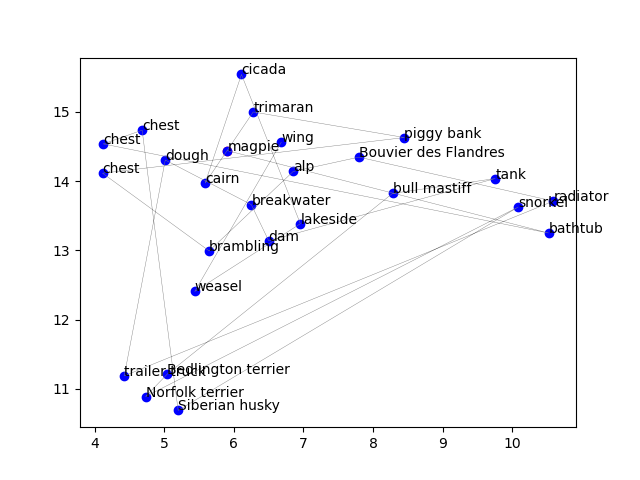 cicada
trimaran
15
piggy bank
chest
wing
chest
magpie
Bouvier des Flandres
dough
alp
chest
tank
14
cairn
bull mastiff
radiator
breakwater
snorkel
lakeside
bathtub
dam
13
brambling
weasel
12
trailer truck
Bedlington terrier
11
Norfolk terrier
Siberian husky
4
5
6
7
8
9
10